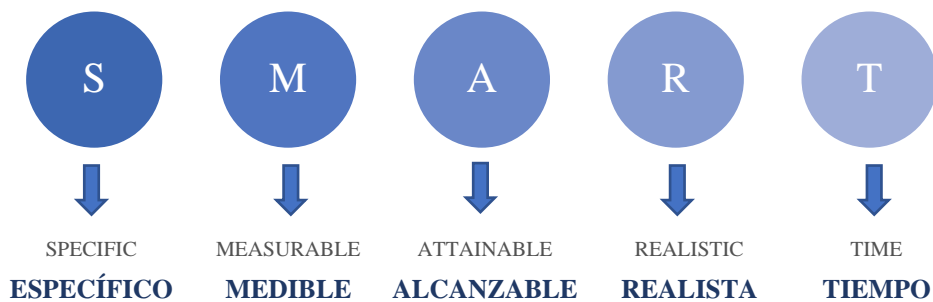 S M A R T
SPECIFIC MEASURABLE ATTAINABLE REALISTIC TIME
ESPECÍFICO MEDIBLE ALCANZABLE REALISTA TIEMPO